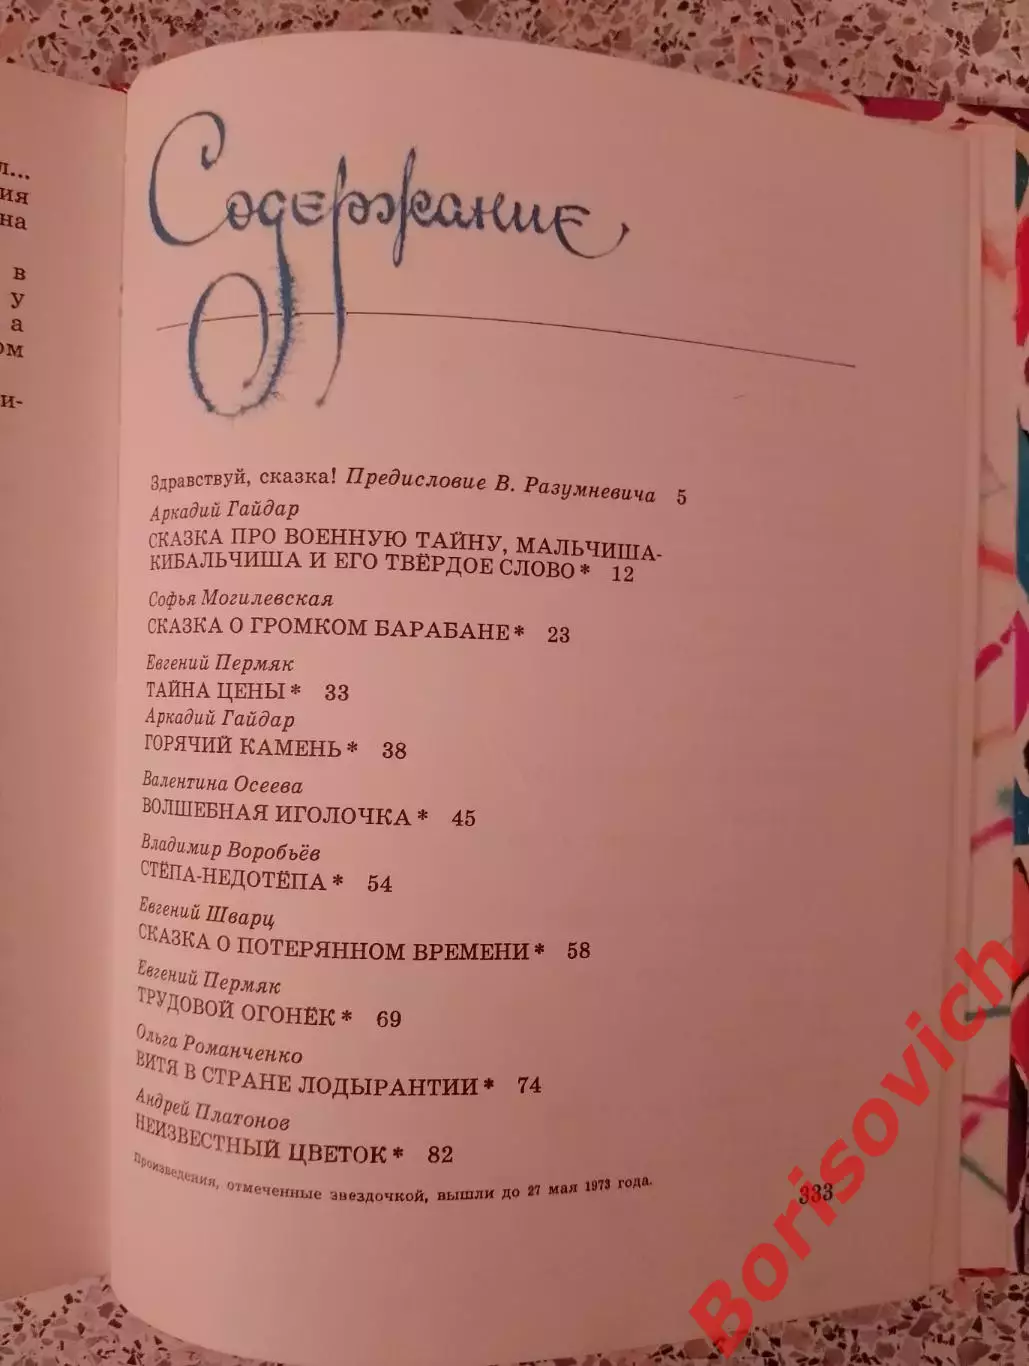 л...
ия
на
в
у
а
ом
и-
Содержание
Здравствуй, сказка! Предисловие В. Разумневича 5
Аркадий Гайдар
СКАЗКА ПРО ВОЕННУЮ ТАЙНУ, МАЛЬЧИША-
КИБАЛЬЧИША И ЕГО ТВЁРДОЕ СЛОВО* 12
Софья Могилевская
СКАЗКА О ГРОМКОМ БАРАБАНЕ* 23
Евгений Пермяк
ТАЙНА ЦЕНЫ* 33
Аркадий Гайдар
ГОРЯЧИЙ КАМЕНЬ* 38
Валентина Осеева
ВОЛШЕБНАЯ ИГОЛОЧКА* 45
Владимир Воробьёв
СТЁПА-НЕДОТЁПА* 54
Евгений Шварц
СКАЗКА О ПОТЕРЯННОМ ВРЕМЕНИ* 58
Евгений Пермяк
ТРУДОВОЙ ОГОНЁК* 69
Ольга Романченко
ВИТЯ В СТРАНЕ ЛОДЫРАНТИИ* 74
Андрей Платонов
НЕИЗВЕСТНЫЙ ЦВЕТОК* 82
Произведения, отмеченные звездочкой, вышли до 27 мая 1973 года.
333
Borisovich